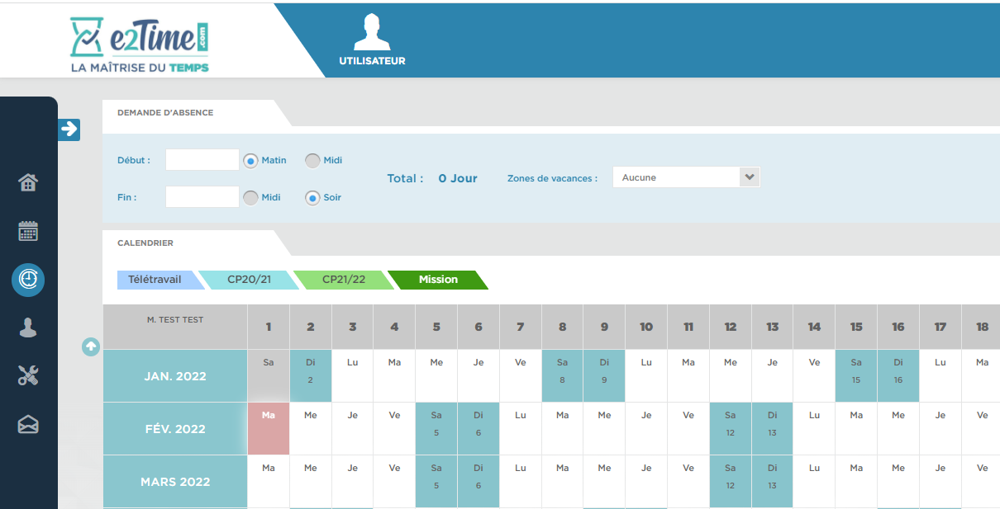 e2Time.com
LA MAÎTRISE DU TEMPS
UTILISATEUR
DEMANDE D'ABSENCE
Début : Matin Midi
Total : 0 Jour Zones de vacances : Aucune
Fin : Midi Soir
CALENDRIER
Télétravail CP20/21 CP21/22 Mission
M. TEST TEST 1 2 3 4 5 6 7 8 9 10 11 12 13 14 15 16 17 18
JAN. 2022 Sa Di Lu Ma Me Je Ve Sa Di Lu Ma Me Je Ve Sa Di Lu Ma
2 8 9 15 16
FÉV. 2022 Ma Me Je Ve Sa Di Lu Ma Me Je Ve Sa Di Lu Ma Me Je Ve
5 6 12 13
MARS 2022 Ma Me Je Ve Sa Di Lu Ma Me Je Ve Sa Di Lu Ma Me Je Ve
5 6 12 13